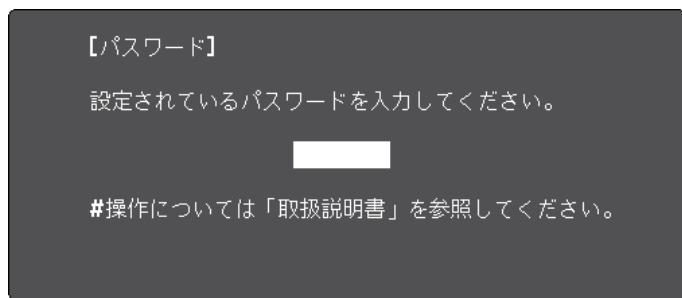 【パスワード】
設定されているパスワードを入力してください。
#操作については「取扱説明書」を参照してください。